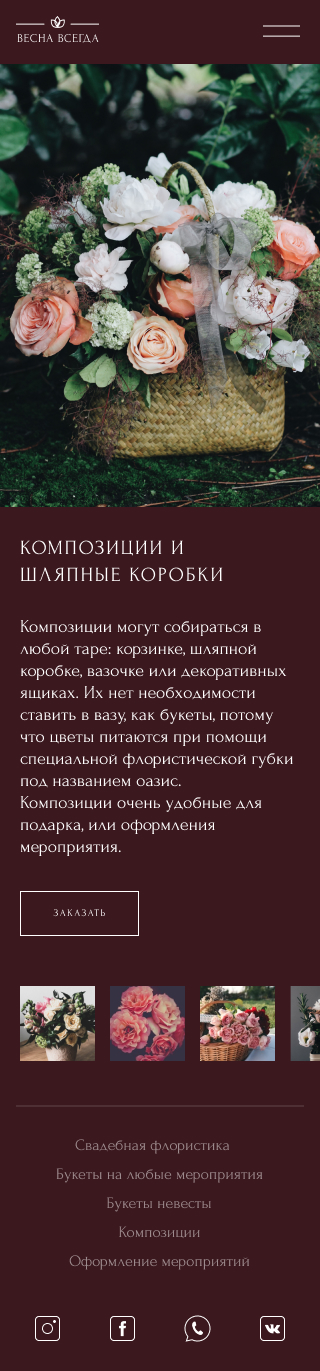 ВЕСНА ВСЕГДА
КОМПОЗИЦИИ И
ШЛЯПНЫЕ КОРОБКИ
Композиции могут собираться в
любой таре: корзинке, шляпной
коробке, вазочке или декоративных
ящиках. Их нет необходимости
ставить в вазу, как букеты, потому
что цветы питаются при помощи
специальной флористической губки
под названием оазис.
Композиции очень удобные для
подарка, или оформления
мероприятия.
ЗАКАЗАТЬ
Свадебная флористика
Букеты на любые мероприятия
Букеты невесты
Композиции
Оформление мероприятий